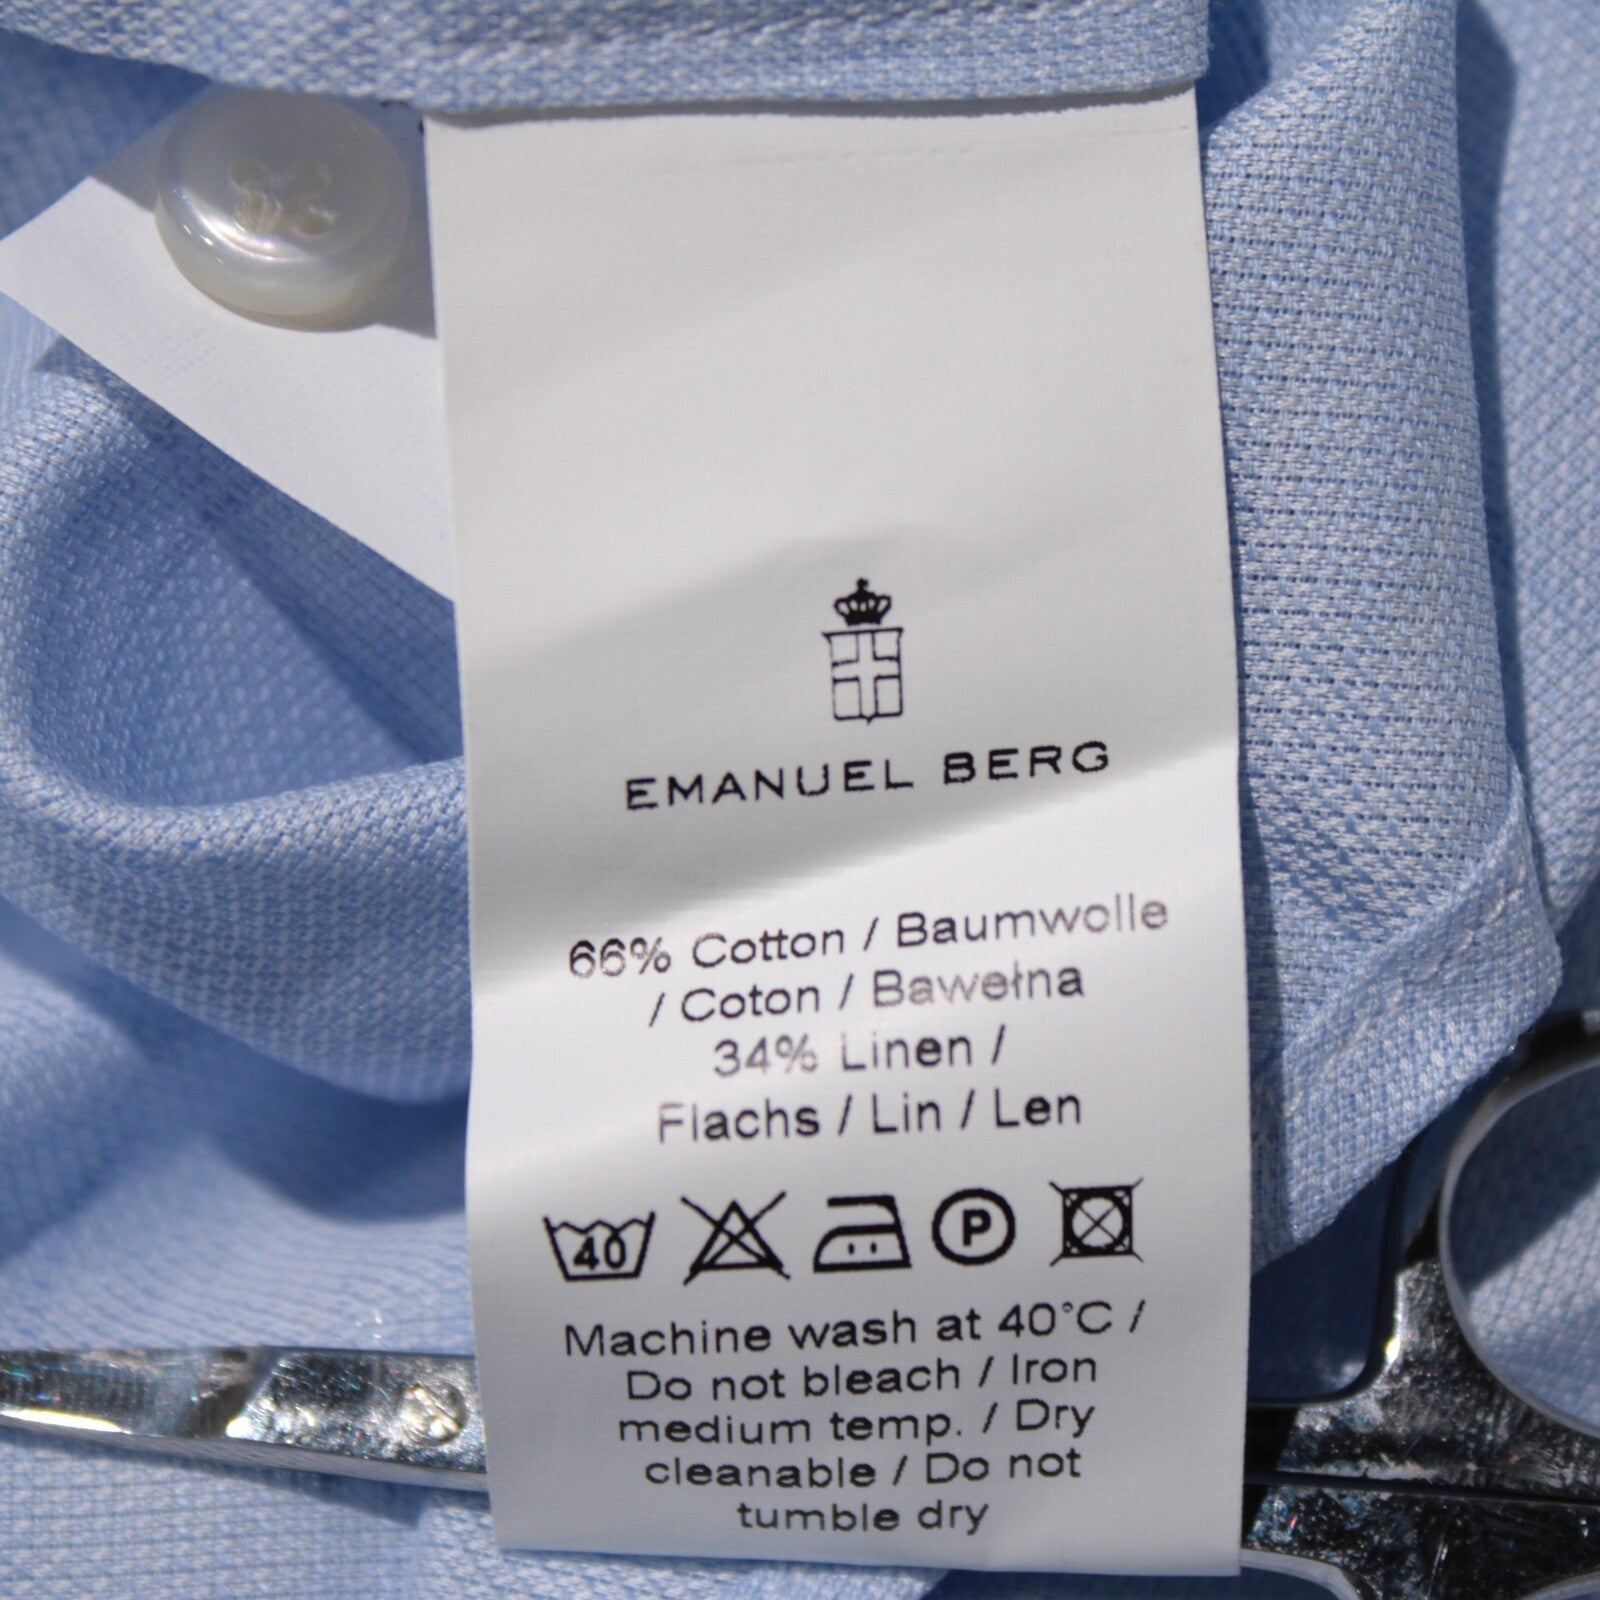 EMANUEL BERG
66% Cotton / Baumwolle
/ Coton / Bawełna
34% Linen /
Flachs / Lin / Len
40 P
Machine wash at 40°C /
Do not bleach / Iron
medium temp. / Dry
cleanable / Do not
tumble dry